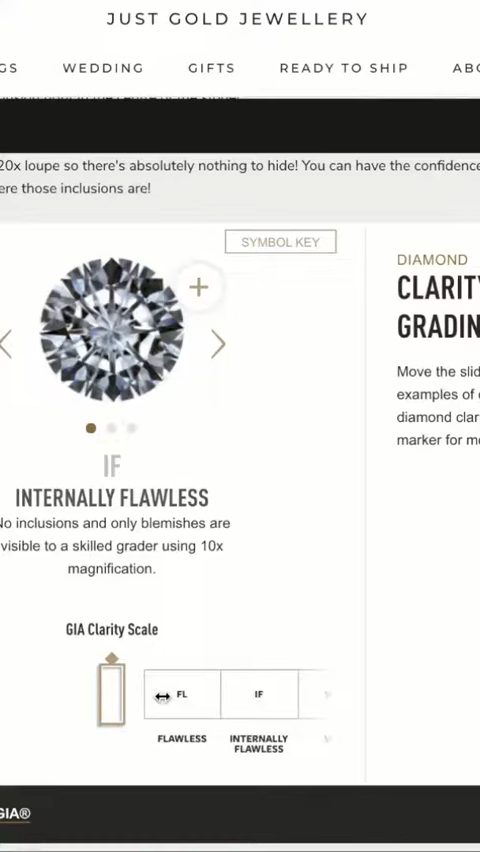 JUST GOLD JEWELLERY
GS WEDDING GIFTS READY TO SHIP ABO
20x loupe so there's absolutely nothing to hide! You can have the confidence
ere those inclusions are!
SYMBOL KEY
DIAMOND
CLARITY
GRADIN
Move the slid
examples of
diamond clar
marker for m
IF
INTERNALLY FLAWLESS
No inclusions and only blemishes are
visible to a skilled grader using 10x
magnification.
GIA Clarity Scale
FL IF
FLAWLESS INTERNALLY
FLAWLESS
GIA®